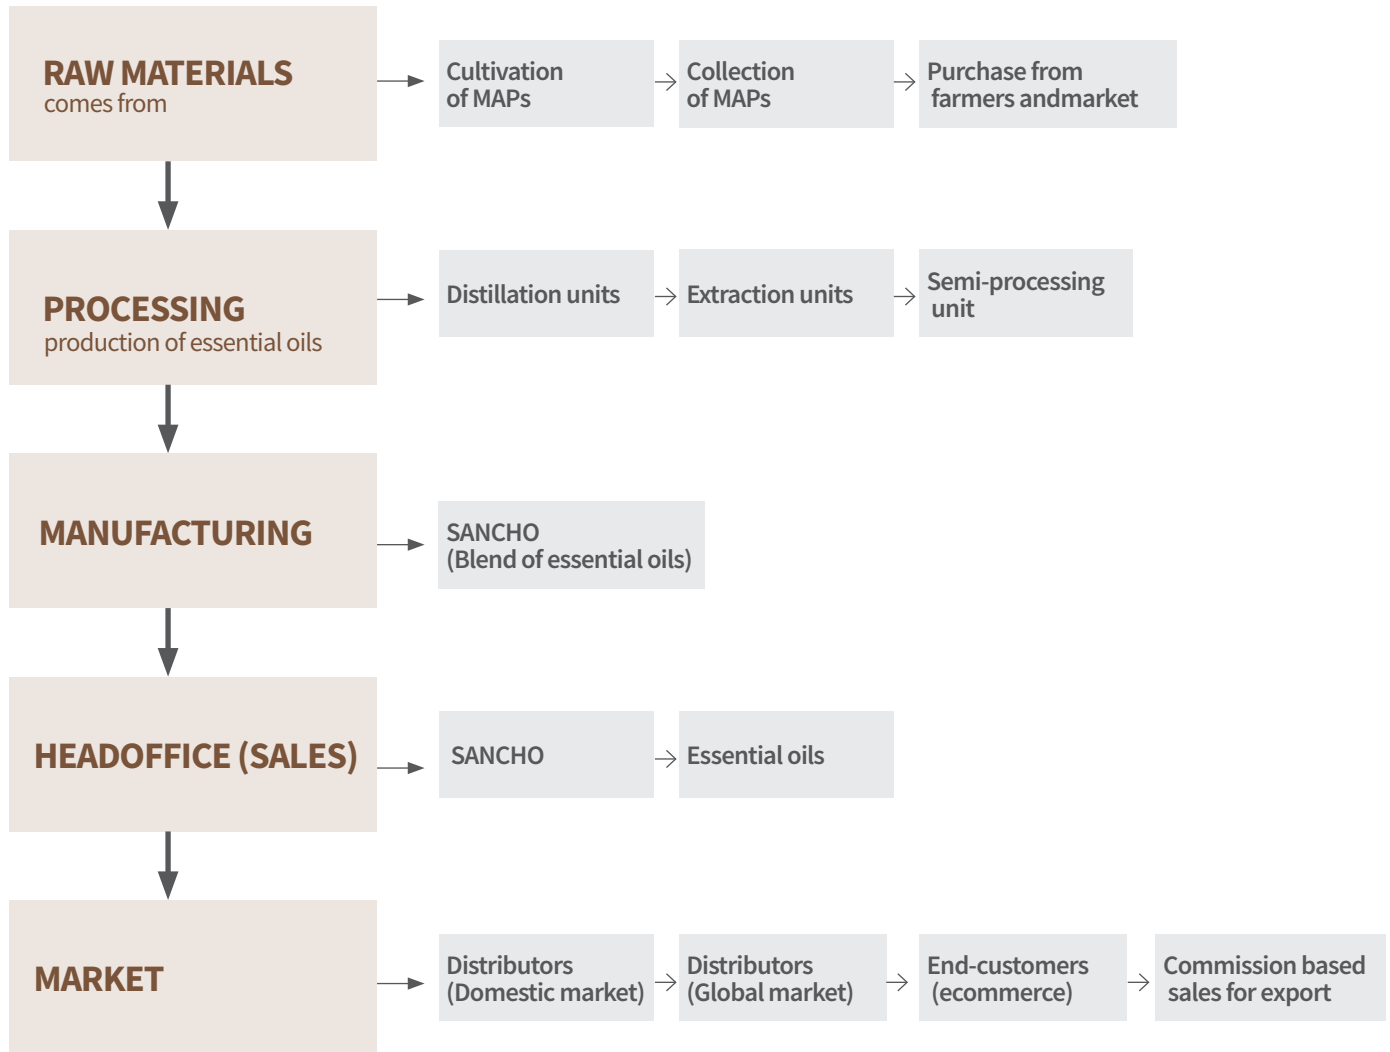 RAW MATERIALS
comes from
Cultivation
of MAPs
Collection
of MAPs
Purchase from
farmers andmarket
PROCESSING
production of essential oils
Distillation units
Extraction units
Semi-processing
unit
MANUFACTURING
SANCHO
(Blend of essential oils)
HEADOFFICE (SALES)
SANCHO
Essential oils
MARKET
Distributors
(Domestic market)
Distributors
(Global market)
End-customers
(ecommerce)
Commission based
sales for export